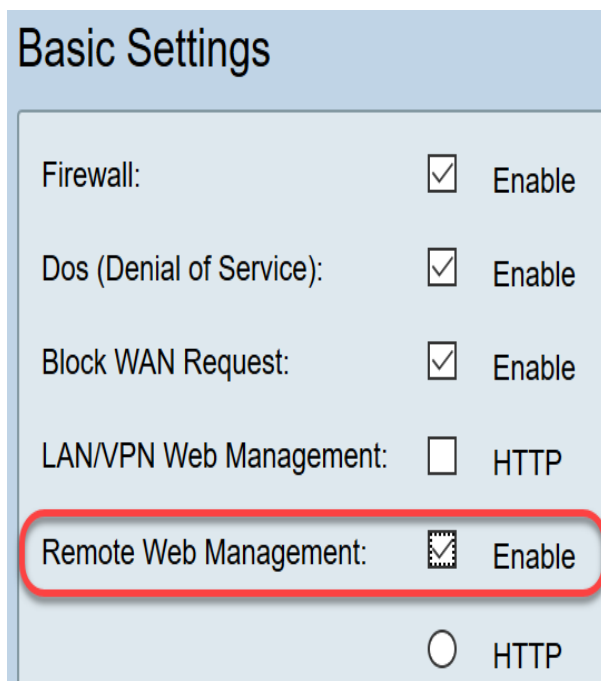 Basic Settings
Firewall: Enable
Dos (Denial of Service): Enable
Block WAN Request: Enable
LAN/VPN Web Management: HTTP
Remote Web Management: Enable
HTTP